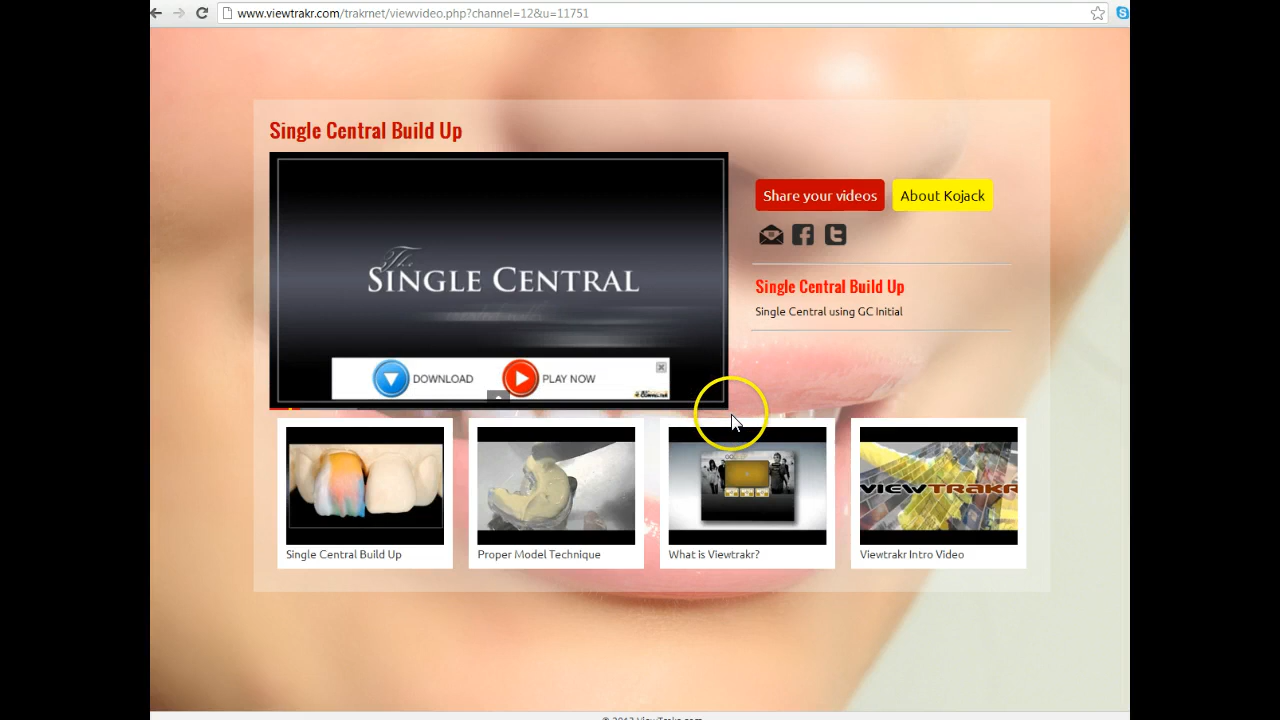 www.viewtrakr.com/trakrnet/viewvideo.php?channel=12&u=11751
Single Central Build Up
The
SINGLE CENTRAL
DOWNLOAD
PLAY NOW
Share your videos
About Kojack
Single Central Build Up
Single Central using GC Initial
Single Central Build Up
Proper Model Technique
What is Viewtrakr?
VIEWTRAKR
Viewtrakr Intro Video